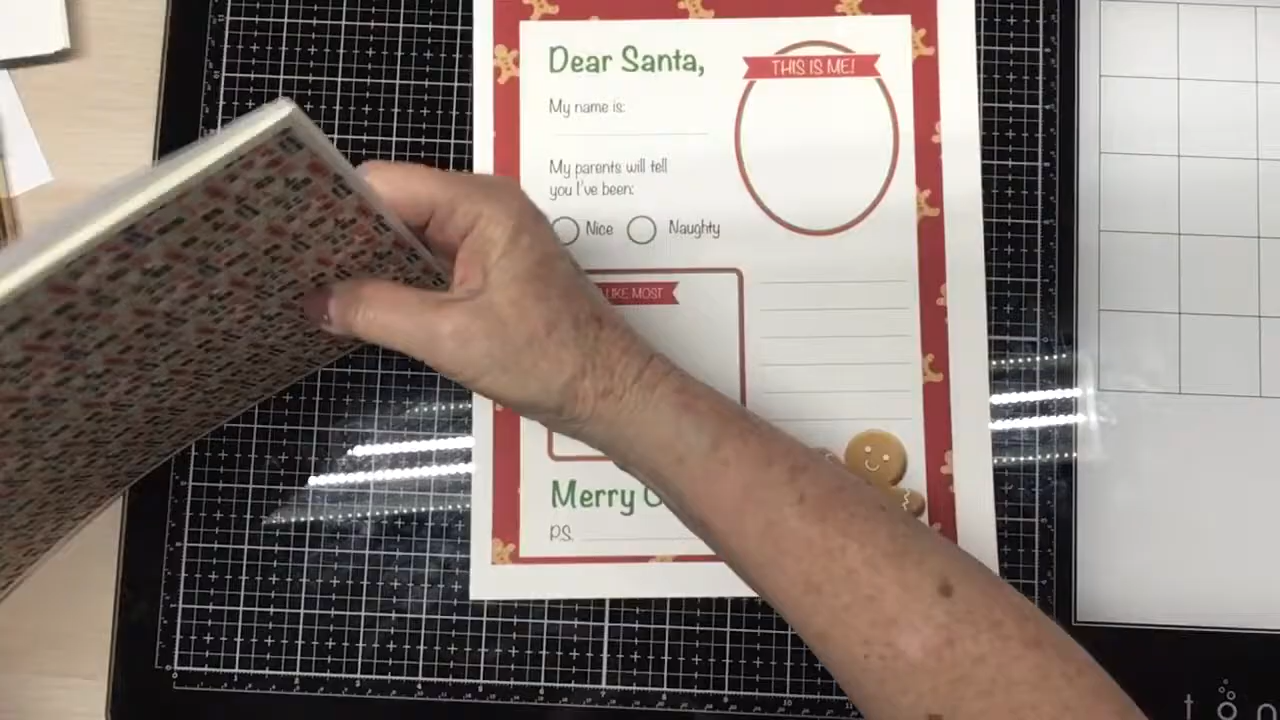 Dear Santa,
THIS IS ME!
My name is:
My parents will tell
you I've been:
Nice Naughty
LIKE MOST
Merry
P.S.